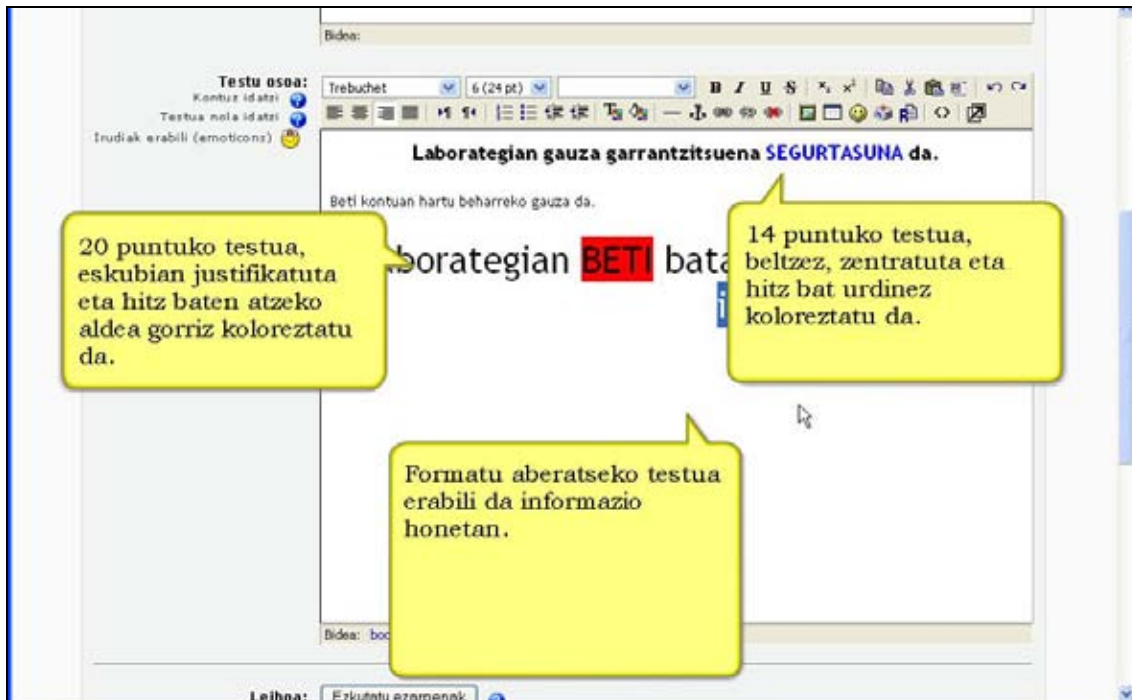 Bidea:
Testu osoa:
Kontuz idatzi
Testua nola idatzi
Irudiak erabili (emoticons)
Trebuchet 6 (24 pt) B I U S
Laborategian gauza garrantzitsuena SEGURTASUNA da.
Beti kontuan hartu beharreko gauza da.
BETI
20 puntuko testua,
eskubian justifikatuta
eta hitz baten atzeko
aldea gorriz koloreztatu
da.
14 puntuko testua,
beltzez, zentratuta eta
hitz bat urdinez
koloreztatu da.
Formatu aberatseko testua
erabili da informazio
honetan.
Bidea:
Leihoa: Ezkutatu ezarpenak